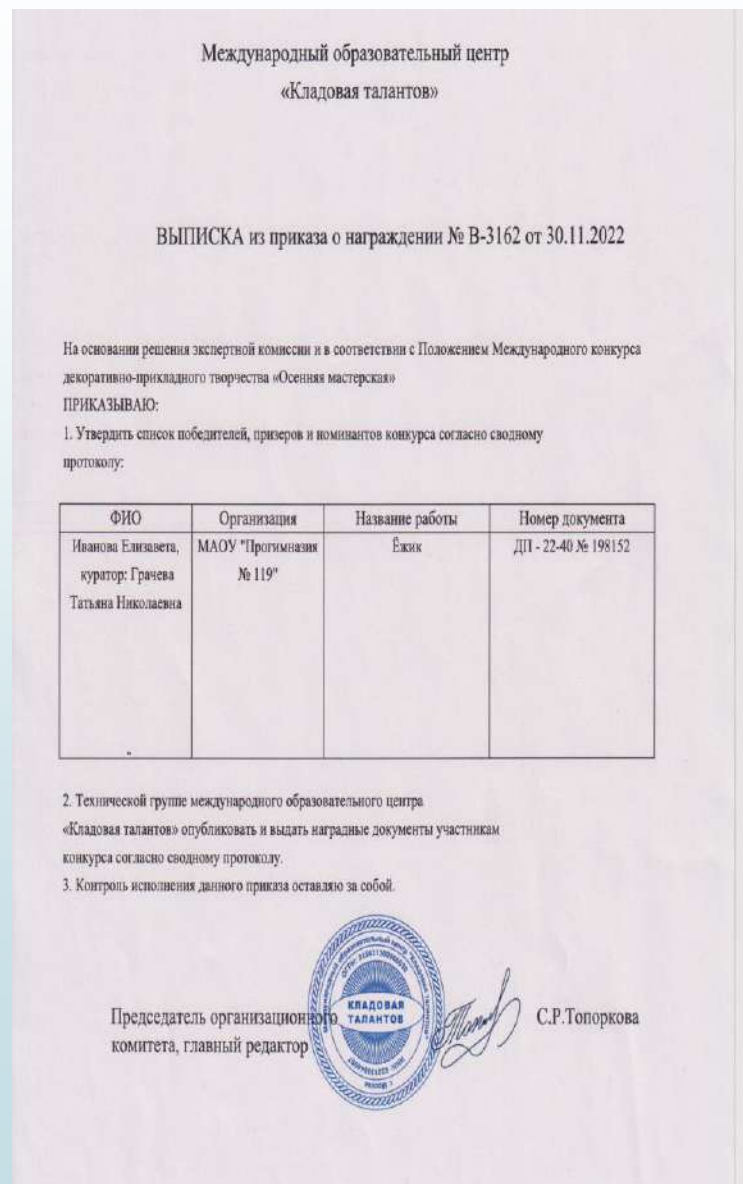 Международный образовательный центр
«Кладовая талантов»
ВЫПИСКА из приказа о награждении № В-3162 от 30.11.2022
На основании решения экспертной комиссии и в соответствии с Положением Международного конкурса
декоративно-прикладного творчества «Осенняя мастерская»
ПРИКАЗЫВАЮ:
1. Утвердить список победителей, призеров и номинантов конкурса согласно сводному
протоколу:
ФИО Организация Название работы Номер документа
Иванова Елизавета, МАОУ "Прогимназия Ёжик ДП - 22-40 № 198152
куратор: Грачева № 119"
Татьяна Николаевна
2. Технической группе международного образовательного центра
«Кладовая талантов» опубликовать и выдать наградные документы участникам
конкурса согласно сводному протоколу.
3. Контроль исполнения данного приказа оставляю за собой.
КЛАДОВАЯ
ТАЛАНТОВ
Председатель организационного С.Р.Топоркова
комитета, главный редактор